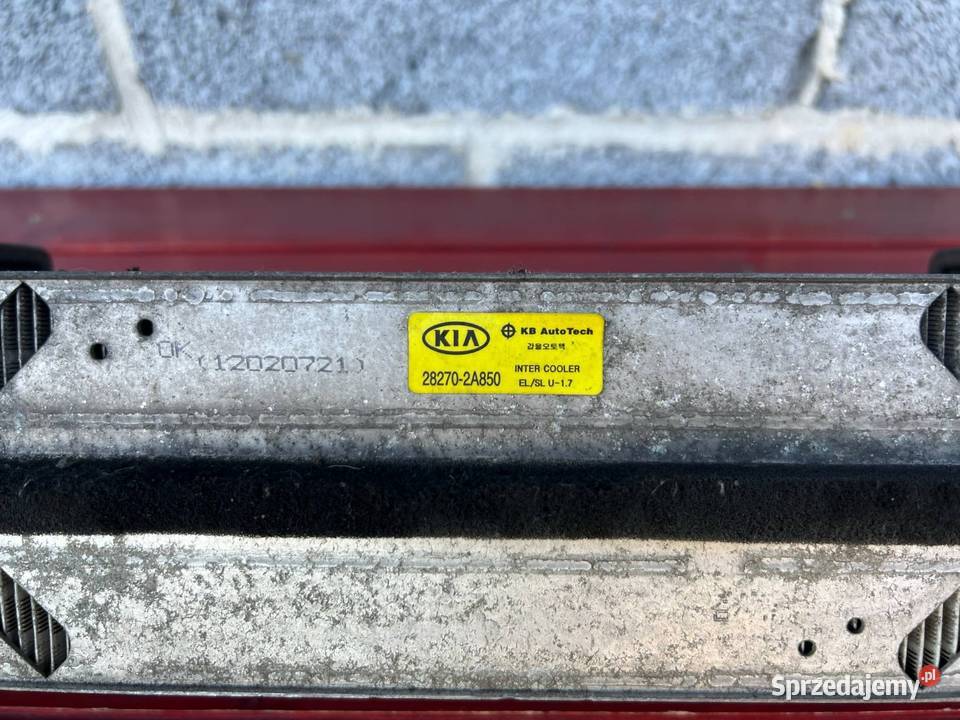 OK (12020721)
KIA
KB AutoTech
갑을오토텍
28270-2A850
INTER COOLER
EL/SL U-1.7
Sprzedajemy.pl